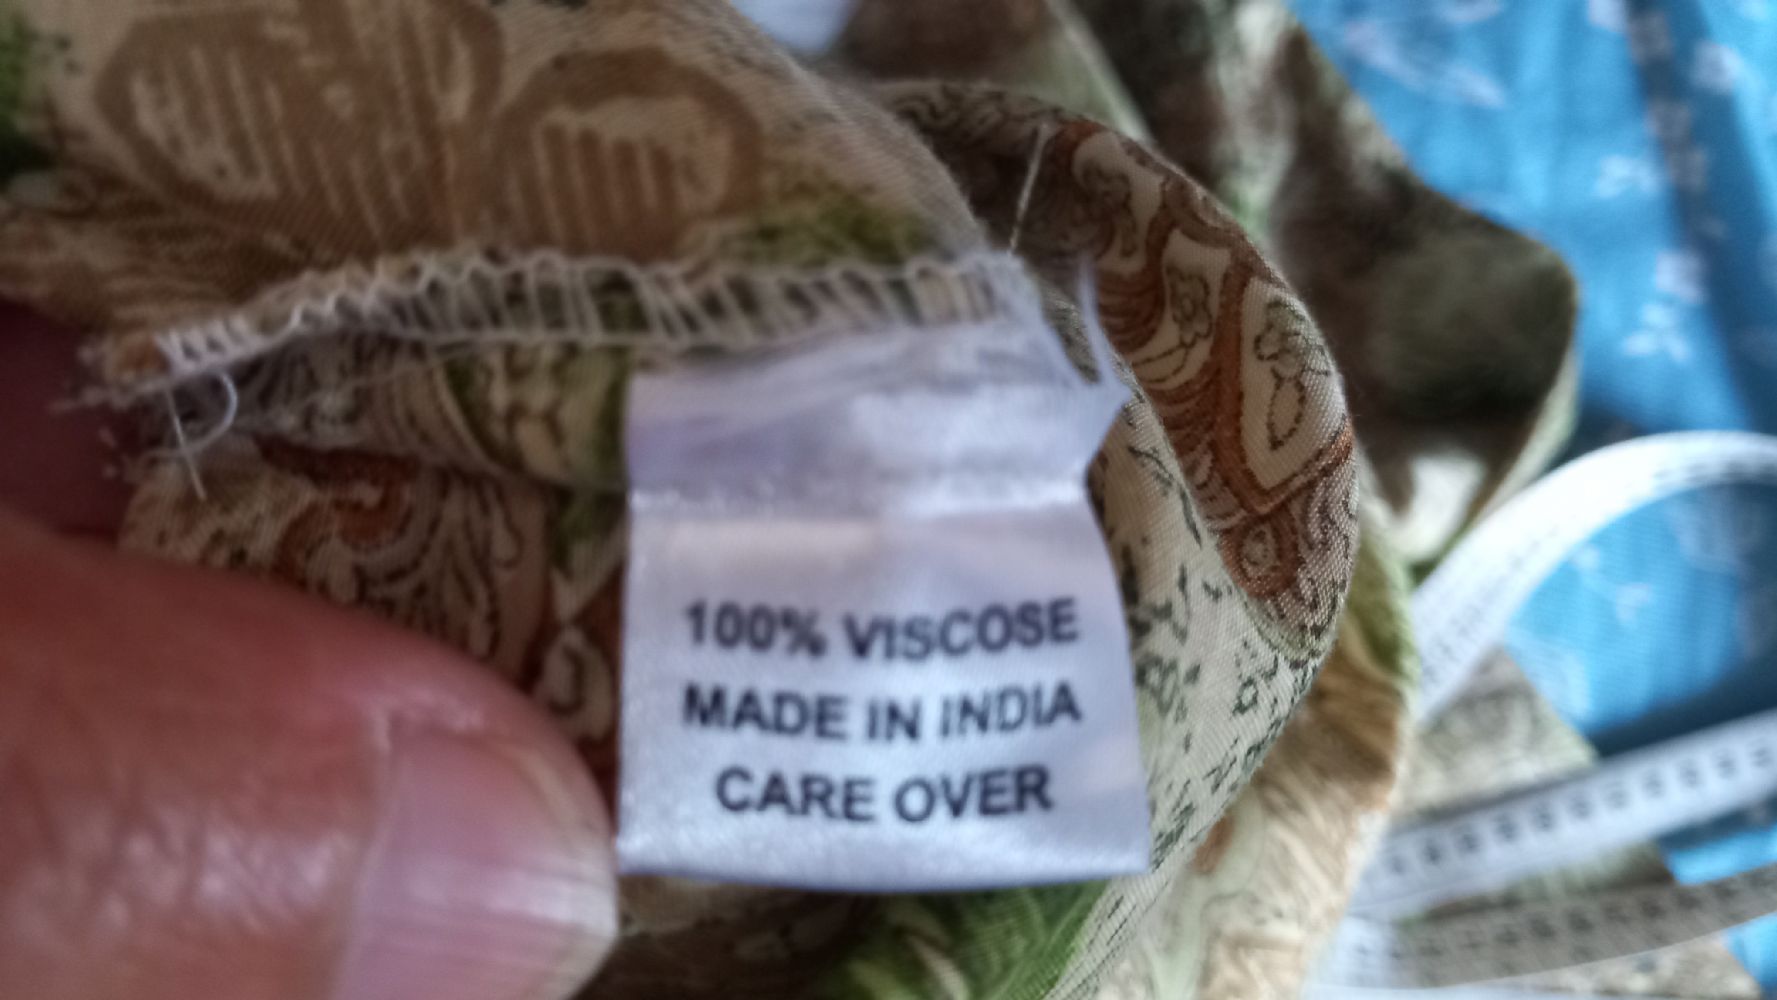 100% VISCOSE
MADE IN INDIA
CARE OVER